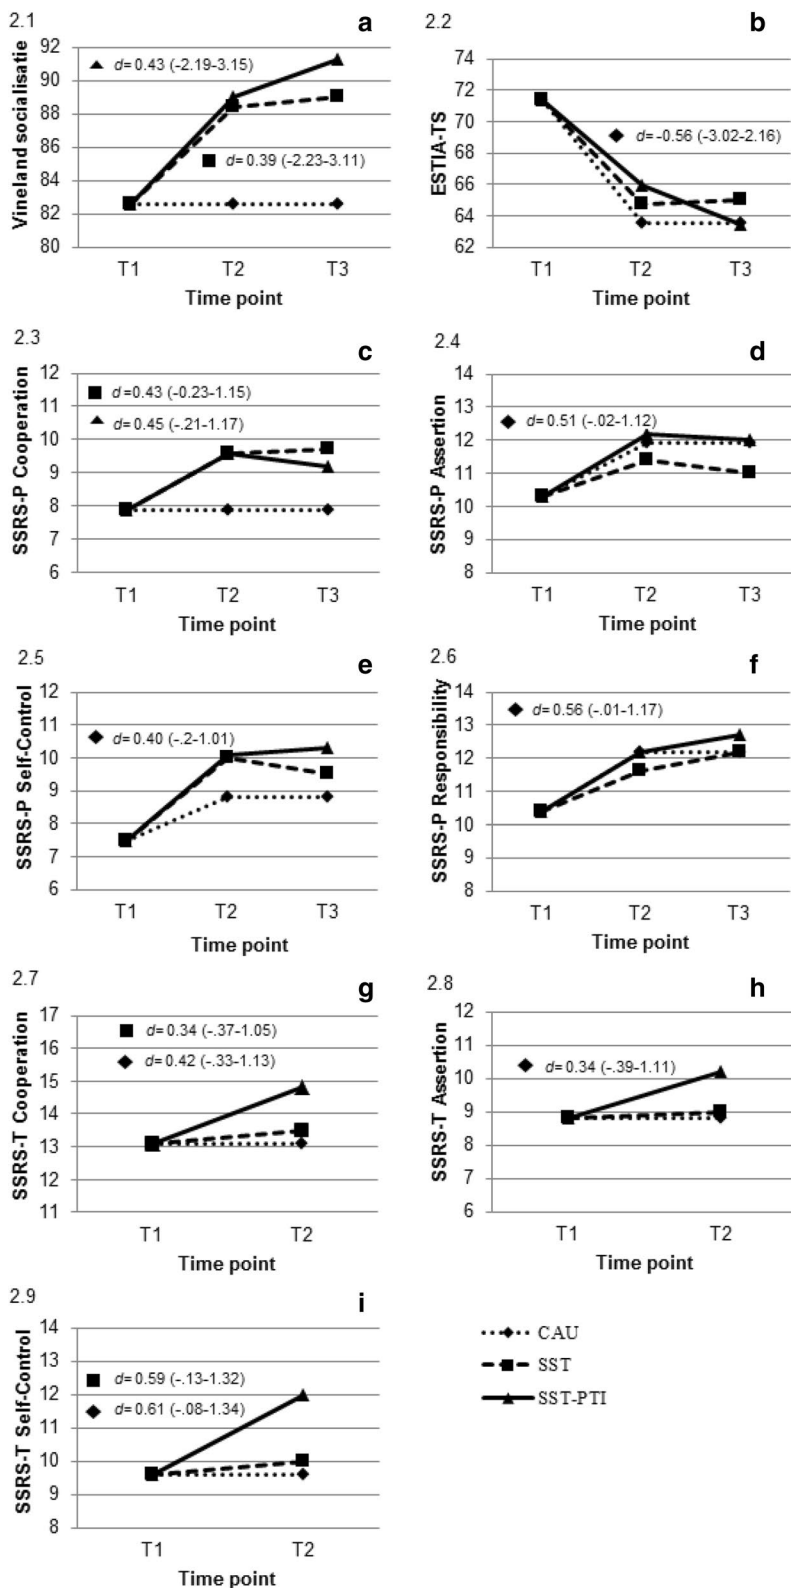 2.1
a
Vineland socialisatie
92
90
88
86
84
82
80
d= 0.43 (-2.19-3.15)
d= 0.39 (-2.23-3.11)
T1 T2 T3
Time point
2.2
b
ESTIA-TS
74
72
70
68
66
64
62
d= -0.56 (-3.02-2.16)
T1 T2 T3
Time point
2.3
c
SSRS-P Cooperation
12
11
10
9
8
7
6
d=0.43 (-0.23-1.15)
d=0.45 (-.21-1.17)
T1 T2 T3
Time point
2.4
d
SSRS-P Assertion
14
13
12
11
10
9
8
d= 0.51 (-.02-1.12)
T1 T2 T3
Time point
2.5
e
SSRS-P Self-Control
12
11
10
9
8
7
6
d= 0.40 (-.2-1.01)
T1 T2 T3
Time point
2.6
f
SSRS-P Responsibility
14
13
12
11
10
9
8
d= 0.56 (-.01-1.17)
T1 T2 T3
Time point
2.7
g
SSRS-T Cooperation
17
16
15
14
13
12
11
d= 0.34 (-.37-1.05)
d= 0.42 (-.33-1.13)
T1 T2
Time point
2.8
h
SSRS-T Assertion
12
11
10
9
8
7
6
d= 0.34 (-.39-1.11)
T1 T2
Time point
2.9
i
SSRS-T Self-Control
14
13
12
11
10
9
8
d= 0.59 (-.13-1.32)
d= 0.61 (-.08-1.34)
T1 T2
Time point
CAU
SST
SST-PTI